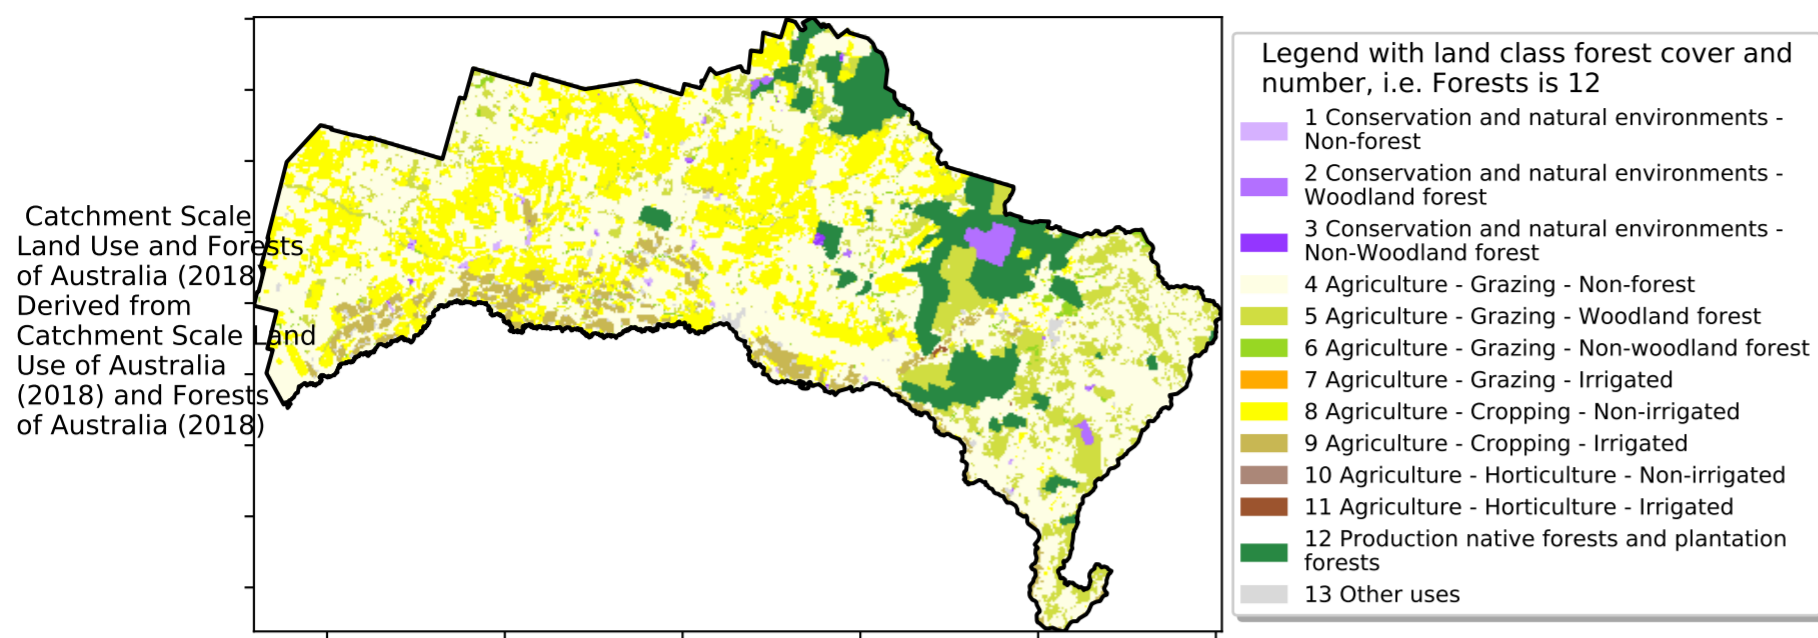 Catchment Scale
Land Use and Forests
of Australia (2018)
Derived from
Catchment Scale Land
Use of Australia
(2018) and Forests
of Australia (2018)
Legend with land class forest cover and
number, i.e. Forests is 12
1 Conservation and natural environments -
Non-forest
2 Conservation and natural environments -
Woodland forest
3 Conservation and natural environments -
Non-Woodland forest
4 Agriculture - Grazing - Non-forest
5 Agriculture - Grazing - Woodland forest
6 Agriculture - Grazing - Non-woodland forest
7 Agriculture - Grazing - Irrigated
8 Agriculture - Cropping - Non-irrigated
9 Agriculture - Cropping - Irrigated
10 Agriculture - Horticulture - Non-irrigated
11 Agriculture - Horticulture - Irrigated
12 Production native forests and plantation
forests
13 Other uses